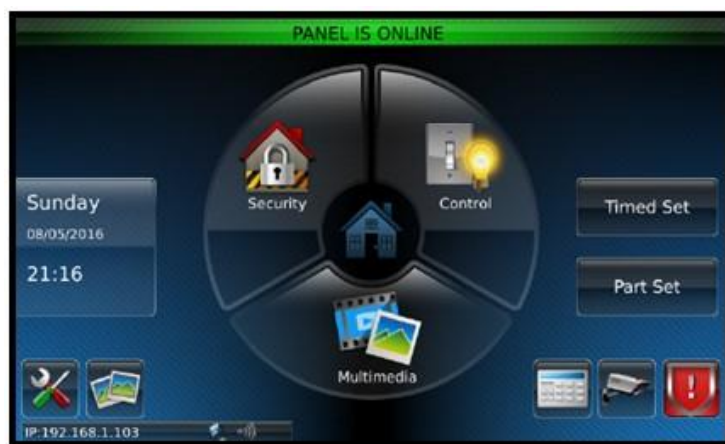 PANEL IS ONLINE
Security
Control
Sunday
08/05/2016
21:16
Timed Set
Part Set
Multimedia
IP:192.168.1.103